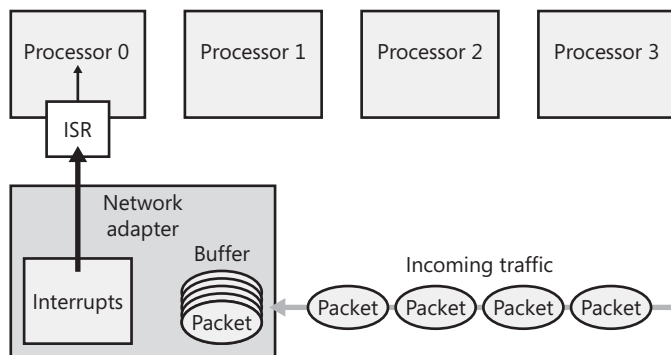 Processor 0
Processor 1
Processor 2
Processor 3
ISR
Network
adapter
Buffer
Interrupts
Packet
Incoming traffic
Packet
Packet
Packet
Packet